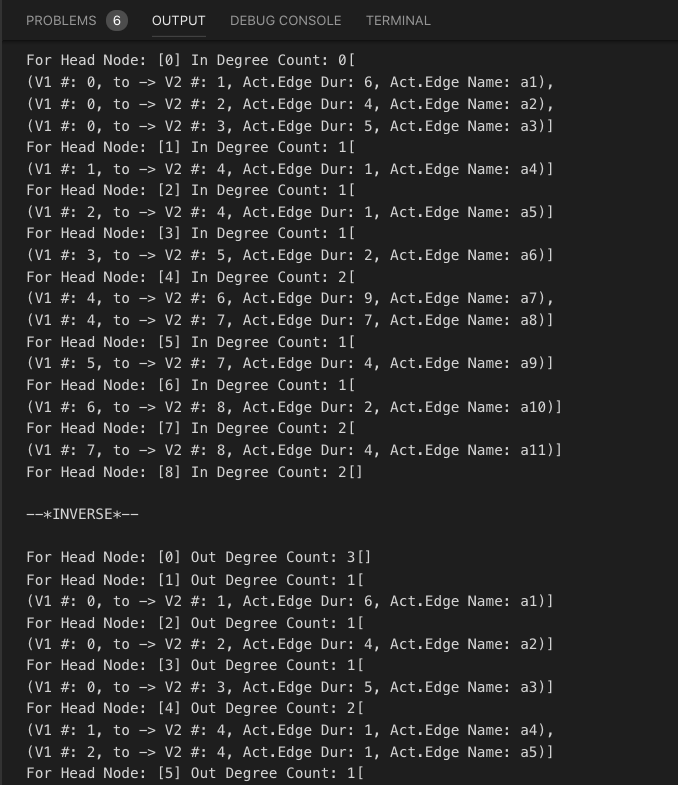 PROBLEMS 6 OUTPUT DEBUG CONSOLE TERMINAL
For Head Node: [0] In Degree Count: 0[
(V1 #: 0, to -> V2 #: 1, Act.Edge Dur: 6, Act.Edge Name: a1),
(V1 #: 0, to -> V2 #: 2, Act.Edge Dur: 4, Act.Edge Name: a2),
(V1 #: 0, to -> V2 #: 3, Act.Edge Dur: 5, Act.Edge Name: a3)]
For Head Node: [1] In Degree Count: 1[
(V1 #: 1, to -> V2 #: 4, Act.Edge Dur: 1, Act.Edge Name: a4)]
For Head Node: [2] In Degree Count: 1[
(V1 #: 2, to -> V2 #: 4, Act.Edge Dur: 1, Act.Edge Name: a5)]
For Head Node: [3] In Degree Count: 1[
(V1 #: 3, to -> V2 #: 5, Act.Edge Dur: 2, Act.Edge Name: a6)]
For Head Node: [4] In Degree Count: 2[
(V1 #: 4, to -> V2 #: 6, Act.Edge Dur: 9, Act.Edge Name: a7),
(V1 #: 4, to -> V2 #: 7, Act.Edge Dur: 7, Act.Edge Name: a8)]
For Head Node: [5] In Degree Count: 1[
(V1 #: 5, to -> V2 #: 7, Act.Edge Dur: 4, Act.Edge Name: a9)]
For Head Node: [6] In Degree Count: 1[
(V1 #: 6, to -> V2 #: 8, Act.Edge Dur: 2, Act.Edge Name: a10)]
For Head Node: [7] In Degree Count: 2[
(V1 #: 7, to -> V2 #: 8, Act.Edge Dur: 4, Act.Edge Name: a11)]
For Head Node: [8] In Degree Count: 2[]
--*INVERSE*--
For Head Node: [0] Out Degree Count: 3[]
For Head Node: [1] Out Degree Count: 1[
(V1 #: 0, to -> V2 #: 1, Act.Edge Dur: 6, Act.Edge Name: a1)]
For Head Node: [2] Out Degree Count: 1[
(V1 #: 0, to -> V2 #: 2, Act.Edge Dur: 4, Act.Edge Name: a2)]
For Head Node: [3] Out Degree Count: 1[
(V1 #: 0, to -> V2 #: 3, Act.Edge Dur: 5, Act.Edge Name: a3)]
For Head Node: [4] Out Degree Count: 2[
(V1 #: 1, to -> V2 #: 4, Act.Edge Dur: 1, Act.Edge Name: a4),
(V1 #: 2, to -> V2 #: 4, Act.Edge Dur: 1, Act.Edge Name: a5)]
For Head Node: [5] Out Degree Count: 1[